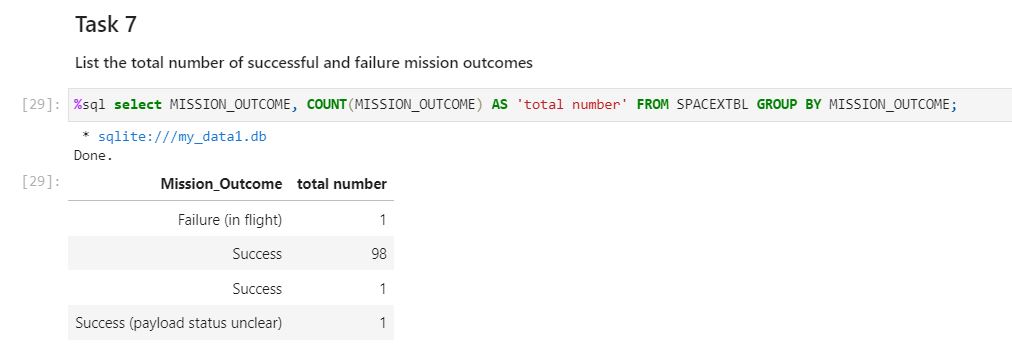 Task 7
List the total number of successful and failure mission outcomes
[29]: %sql select MISSION_OUTCOME, COUNT(MISSION_OUTCOME) AS 'total number' FROM SPACEXTBL GROUP BY MISSION_OUTCOME;
* sqlite:///my_data1.db
Done.
[29]: Mission_Outcome total number
Failure (in flight) 1
Success 98
Success 1
Success (payload status unclear) 1